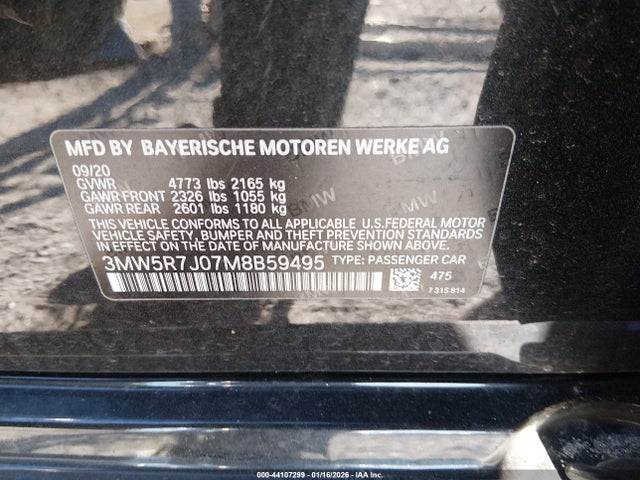 MFD BY BAYERISCHE MOTOREN WERKE AG
09/20
GVWR 4773 lbs 2165 kg
GAWR FRONT 2326 lbs 1055 kg
GAWR REAR 2601 lbs 1180 kg
THIS VEHICLE CONFORMS TO ALL APPLICABLE U.S.FEDERAL MOTOR
VEHICLE SAFETY, BUMPER AND THEFT PREVENTION STANDARDS
IN EFFECT ON THE DATE OF MANUFACTURE SHOWN ABOVE.
3MW5R7J07M8B59495 TYPE: PASSENGER CAR
475
7 315 814
000-44107299 - 01/16/2026 - IAA Inc.